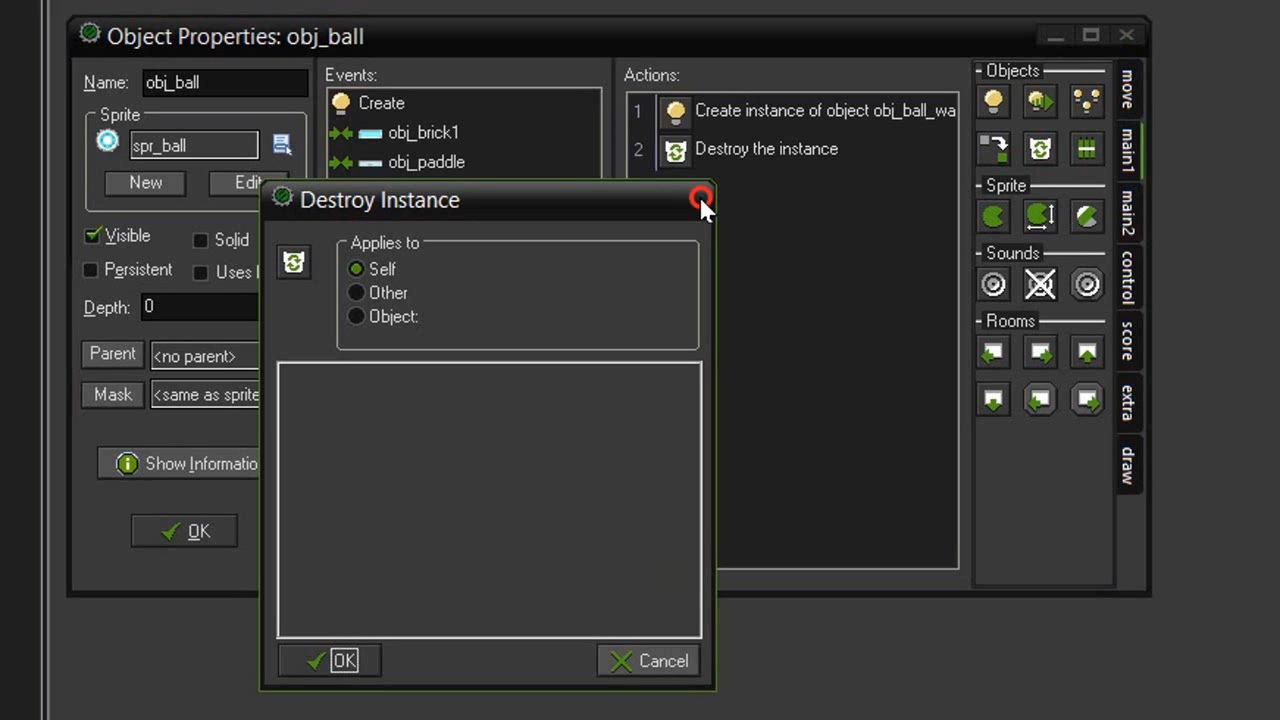 Object Properties: obj_ball
Name: obj_ball
Sprite
spr_ball
New
Edi
Visible
Solid
Persistent
Uses
Depth: 0
Parent
<no parent>
Mask
<same as sprite
Show Informatio
OK
Events:
Create
obj_brick1
obj_paddle
Actions:
1 Create instance of object obj_ball_wa
2 Destroy the instance
Destroy Instance
Applies to
Self
Other
Object:
OK
Cancel
Objects
Sprite
Sounds
Rooms
move
main1
main2
control
score
extra
draw